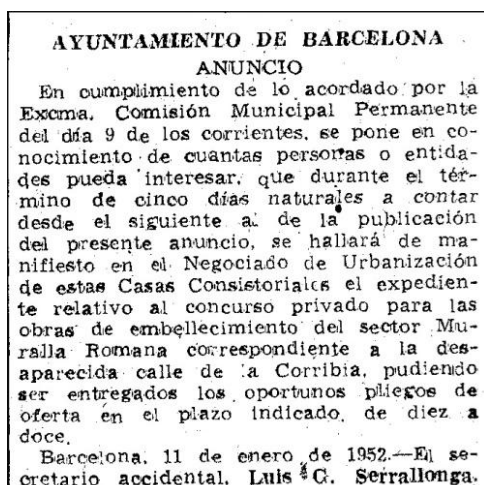 AYUNTAMIENTO DE BARCELONA
ANUNCIO
En cumplimiento de lo acordado por la
Excma. Comisión Municipal Permanente
del día 9 de los corrientes, se pone en co-
nocimiento de cuantas personas o entida-
des pueda interesar, que durante el tér-
mino de cinco días naturales a contar
desde el siguiente al de la publicación
del presente anuncio, se hallará de ma-
nifiesto en el Negociado de Urbanización
de estas Casas Consistoriales el expedien-
te relativo al concurso privado para las
obras de embellecimiento del sector Mu-
ralla Romana correspondiente a la des-
aparecida calle de la Corribia, pudiendo
ser entregados los oportunos pliegos de
oferta en el plazo indicado, de diez a
doce.
Barcelona, 11 de enero de 1952.—El se-
cretario accidental, Luis G. Serrallonga.